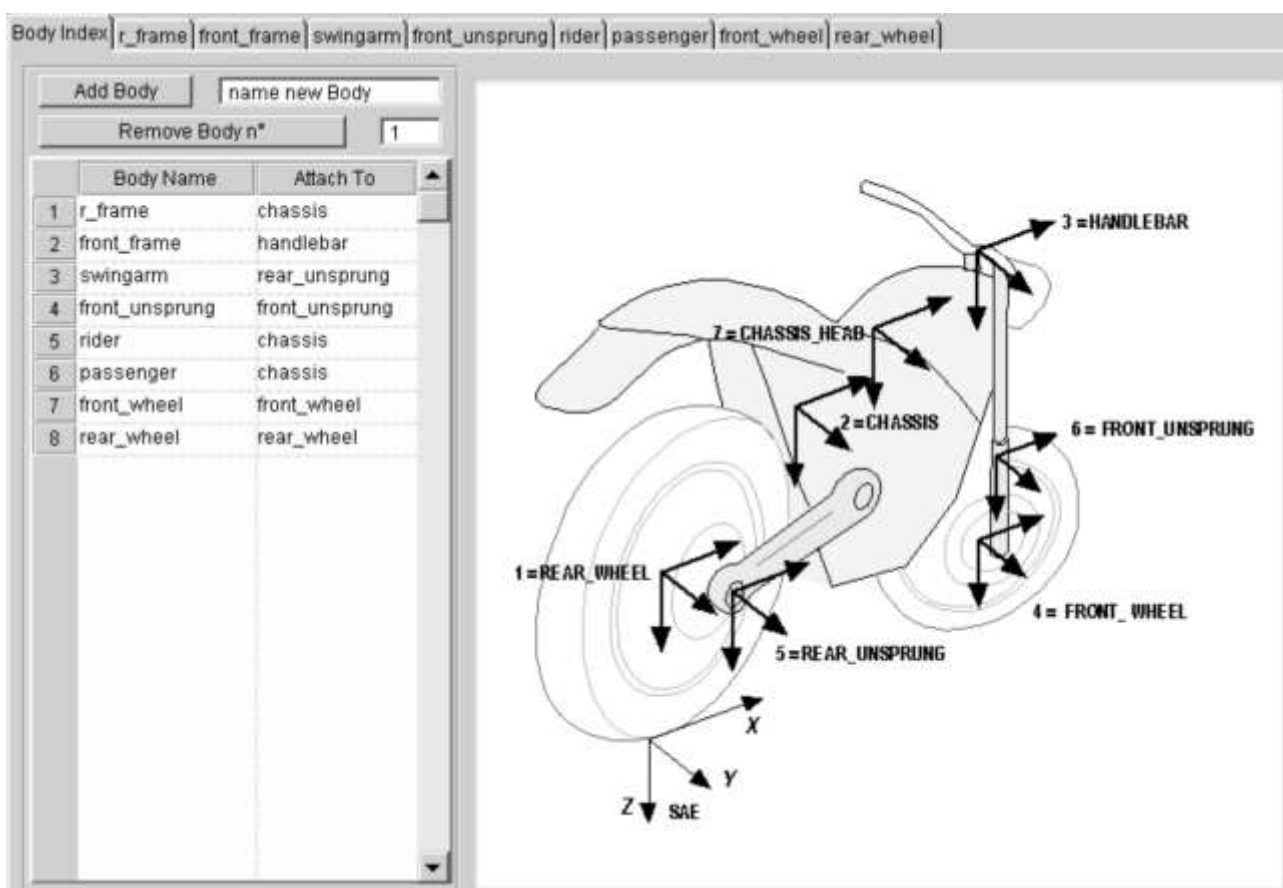 Body Index r_frame front_frame swingarm front_unsprung rider passenger front_wheel rear_wheel
Add Body name new Body
Remove Body n° 1
Body Name Attach To
1 r_frame chassis
2 front_frame handlebar
3 swingarm rear_unsprung
4 front_unsprung front_unsprung
5 rider chassis
6 passenger chassis
7 front_wheel front_wheel
8 rear_wheel rear_wheel
3 = HANDLEBAR
7 = CHASSIS_HEAD
2 = CHASSIS
6 = FRONT_UNSPRUNG
1 = REAR_WHEEL
4 = FRONT_ WHEEL
5 = REAR_UNSPRUNG
X
Y
Z SAE